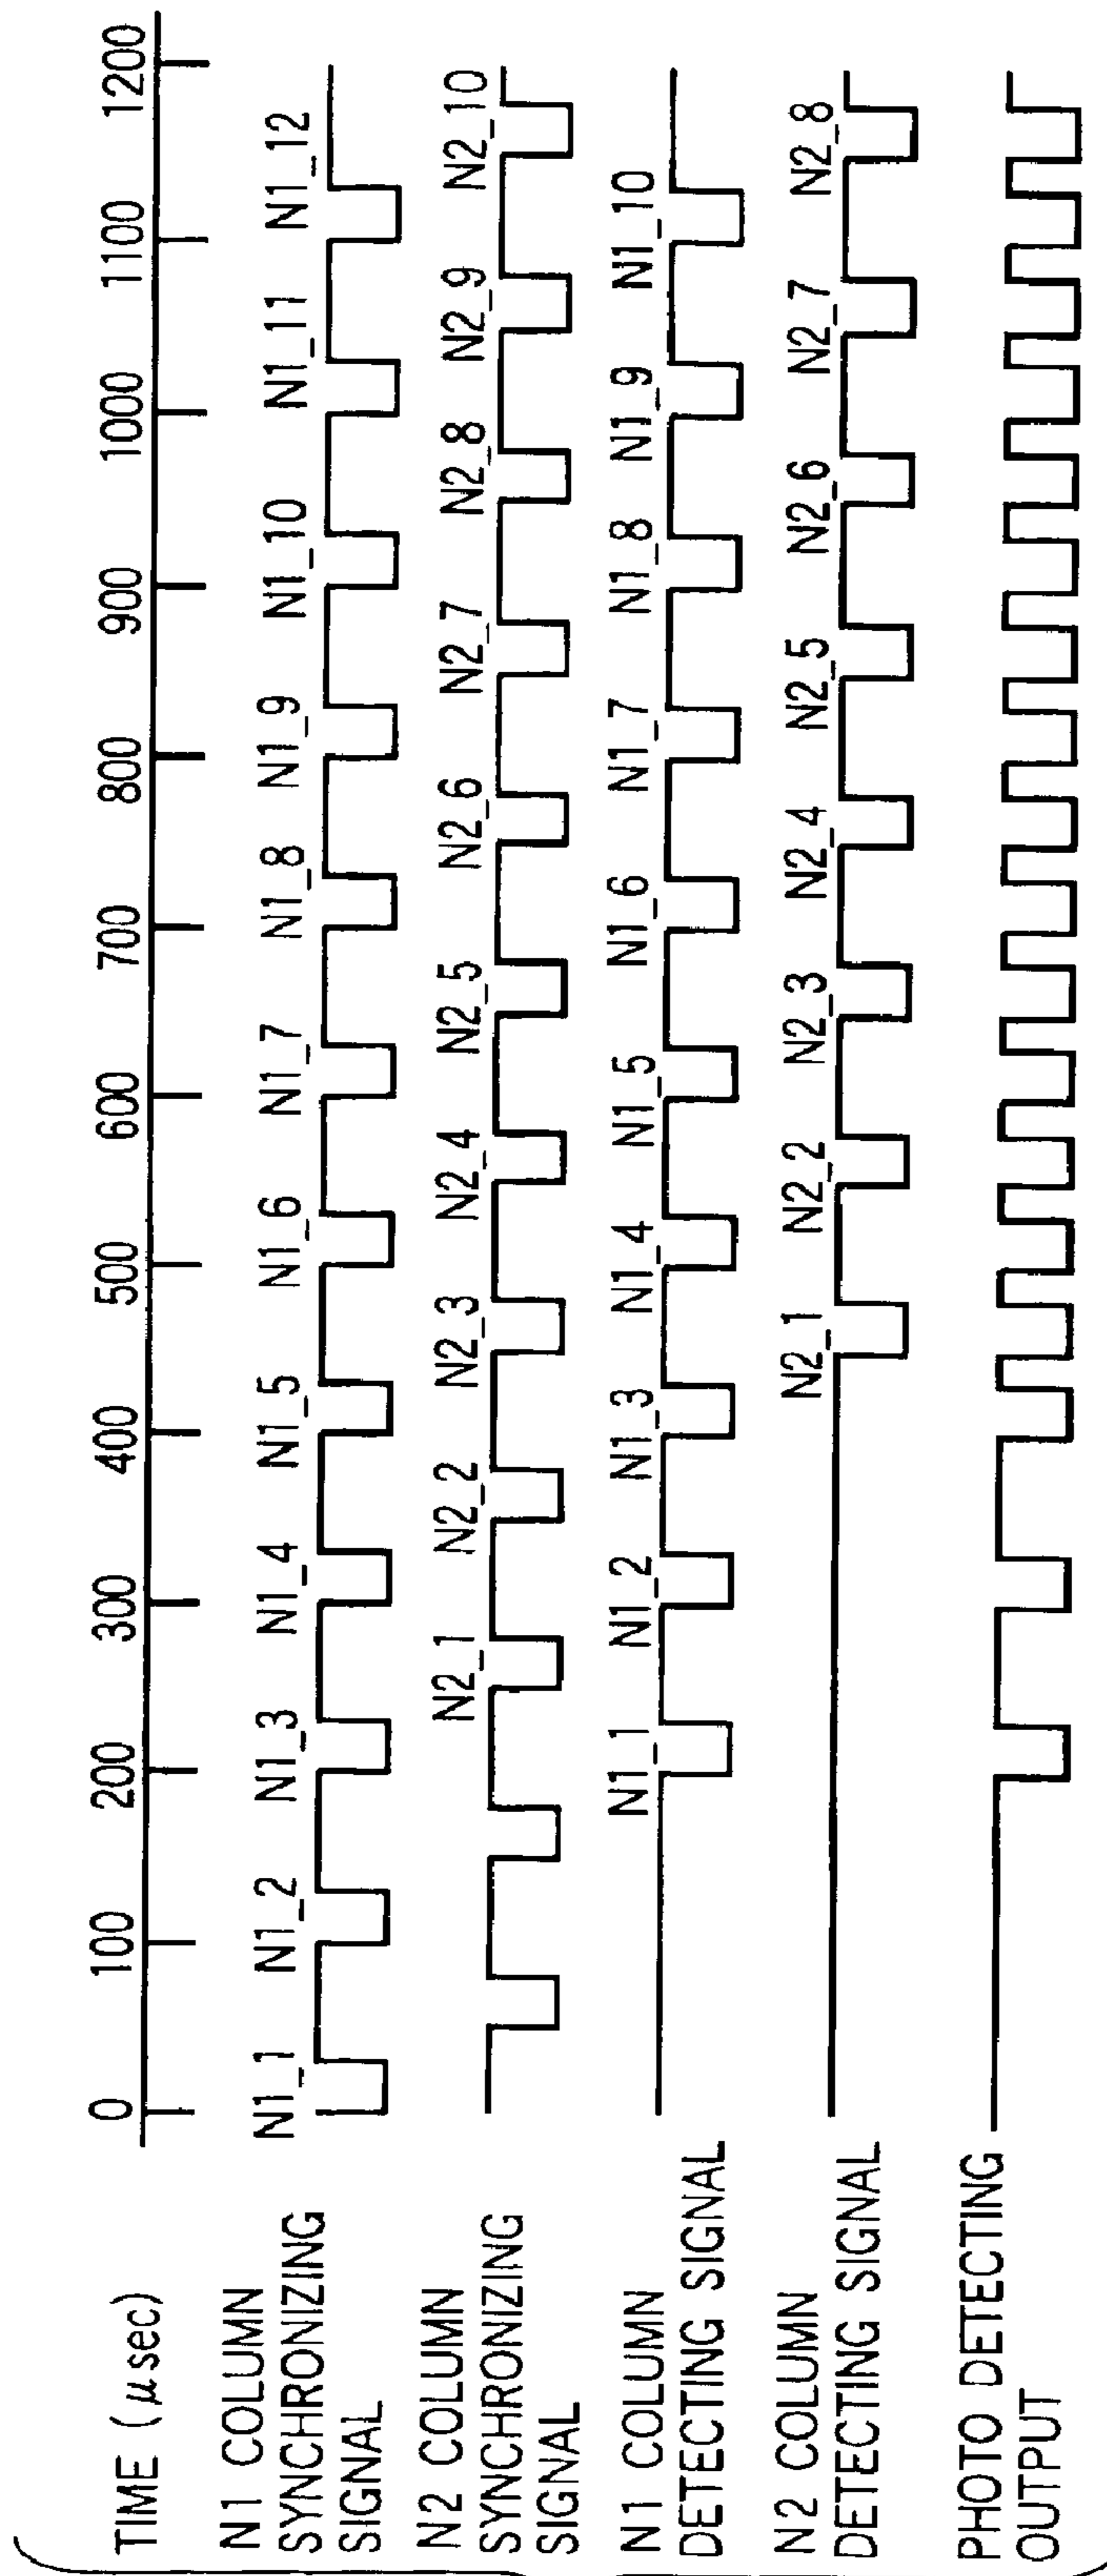 TIME (μsec)
0 100 200 300 400 500 600 700 800 900 1000 1100 1200
N1 COLUMN
SYNCHRONIZING
SIGNAL
N1_1 N1_2 N1_3 N1_4 N1_5 N1_6 N1_7 N1_8 N1_9 N1_10 N1_11 N1_12
N2 COLUMN
SYNCHRONIZING
SIGNAL
N2_1 N2_2 N2_3 N2_4 N2_5 N2_6 N2_7 N2_8 N2_9 N2_10
N1 COLUMN
DETECTING SIGNAL
N1_1 N1_2 N1_3 N1_4 N1_5 N1_6 N1_7 N1_8 N1_9 N1_10
N2 COLUMN
DETECTING SIGNAL
N2_1 N2_2 N2_3 N2_4 N2_5 N2_6 N2_7 N2_8
PHOTO DETECTING
OUTPUT